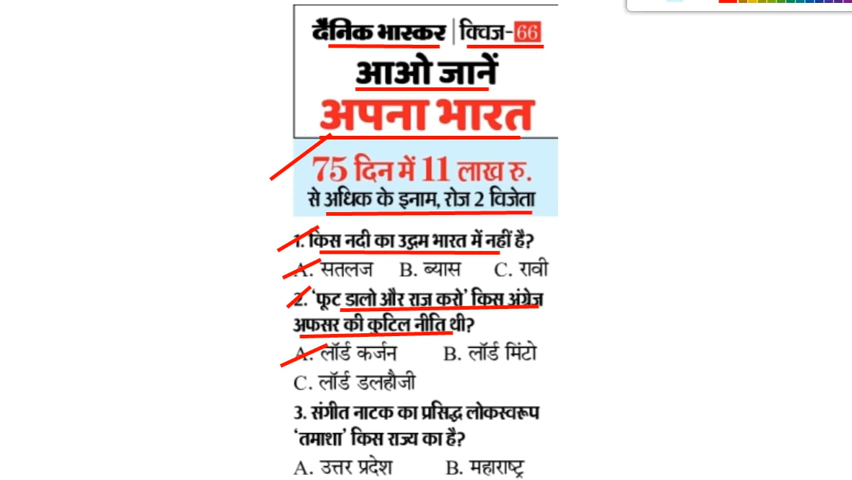 दैनिक भास्कर | क्विज-66
आओ जानें
अपना भारत
75 दिन में 11 लाख रु.
से अधिक के इनाम, रोज 2 विजेता
1. किस नदी का उद्गम भारत में नहीं है?
A. सतलज B. ब्यास C. रावी
2. 'फूट डालो और राज करो' किस अंग्रेज
अफसर की कुटिल नीति थी?
A. लॉर्ड कर्जन B. लॉर्ड मिंटो
C. लॉर्ड डलहौजी
3. संगीत नाटक का प्रसिद्ध लोकस्वरूप
'तमाशा' किस राज्य का है?
A. उत्तर प्रदेश B. महाराष्ट्र